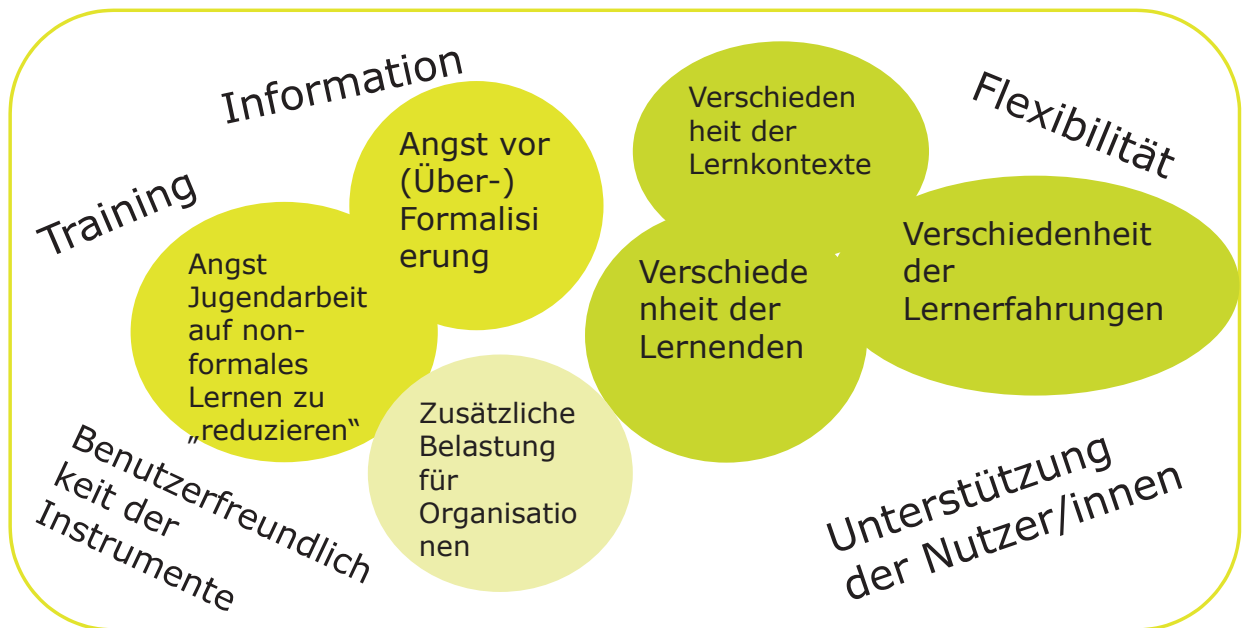 Information
Training
Angst vor
(Über-)
Formalisi
erung
Angst
Jugendarbeit
auf non-
formales
Lernen zu
„reduzieren“
Zusätzliche
Belastung
für
Organisatio
nen
Benutzerfreundlich
keit der
Instrumente
Verschieden
heit der
Lernkontexte
Flexibilität
Verschiede
nheit der
Lernenden
Verschiedenheit
der
Lernerfahrungen
Unterstützung
der Nutzer/innen